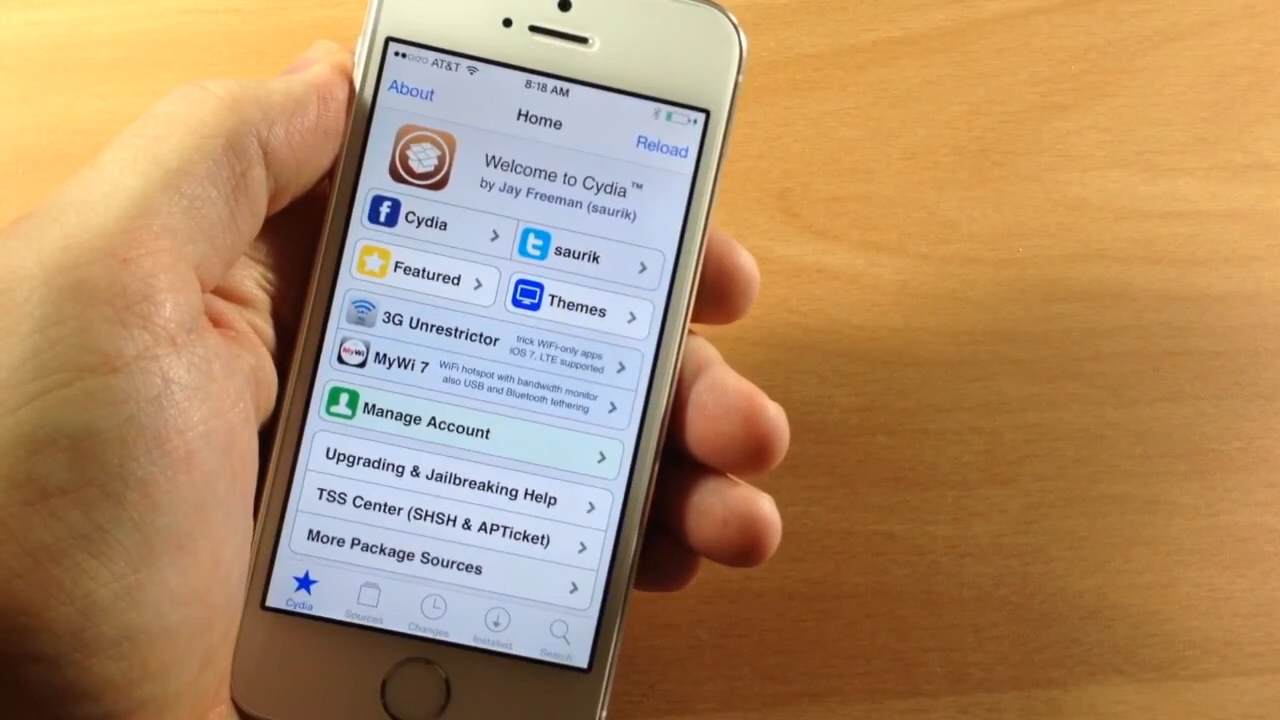 AT&T
8:18 AM
About
Home
Reload
Welcome to Cydia™
by Jay Freeman (saurik)
Cydia
saurik
Featured
Themes
3G Unrestrictor
trick WiFi-only apps
iOS 7, LTE supported
MyWi
MyWi 7
WiFi hotspot with bandwidth monitor
also USB and Bluetooth tethering
Manage Account
Upgrading & Jailbreaking Help
TSS Center (SHSH & APTicket)
More Package Sources
Cydia
Sources
Changes
Installed
Search